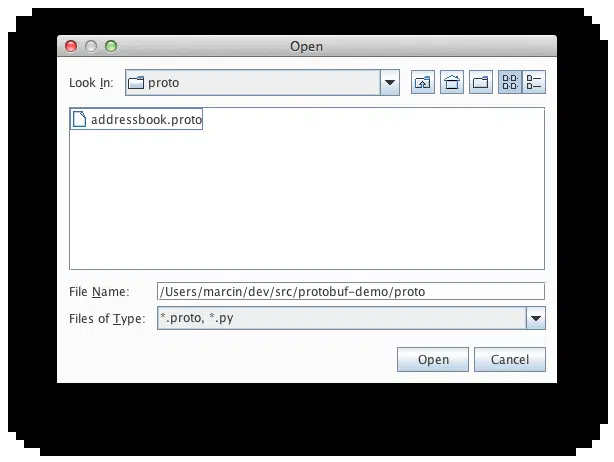 Open
Look In: proto
addressbook.proto
File Name: /Users/marcin/dev/src/protobuf-demo/proto
Files of Type: *.proto, *.py
Open Cancel